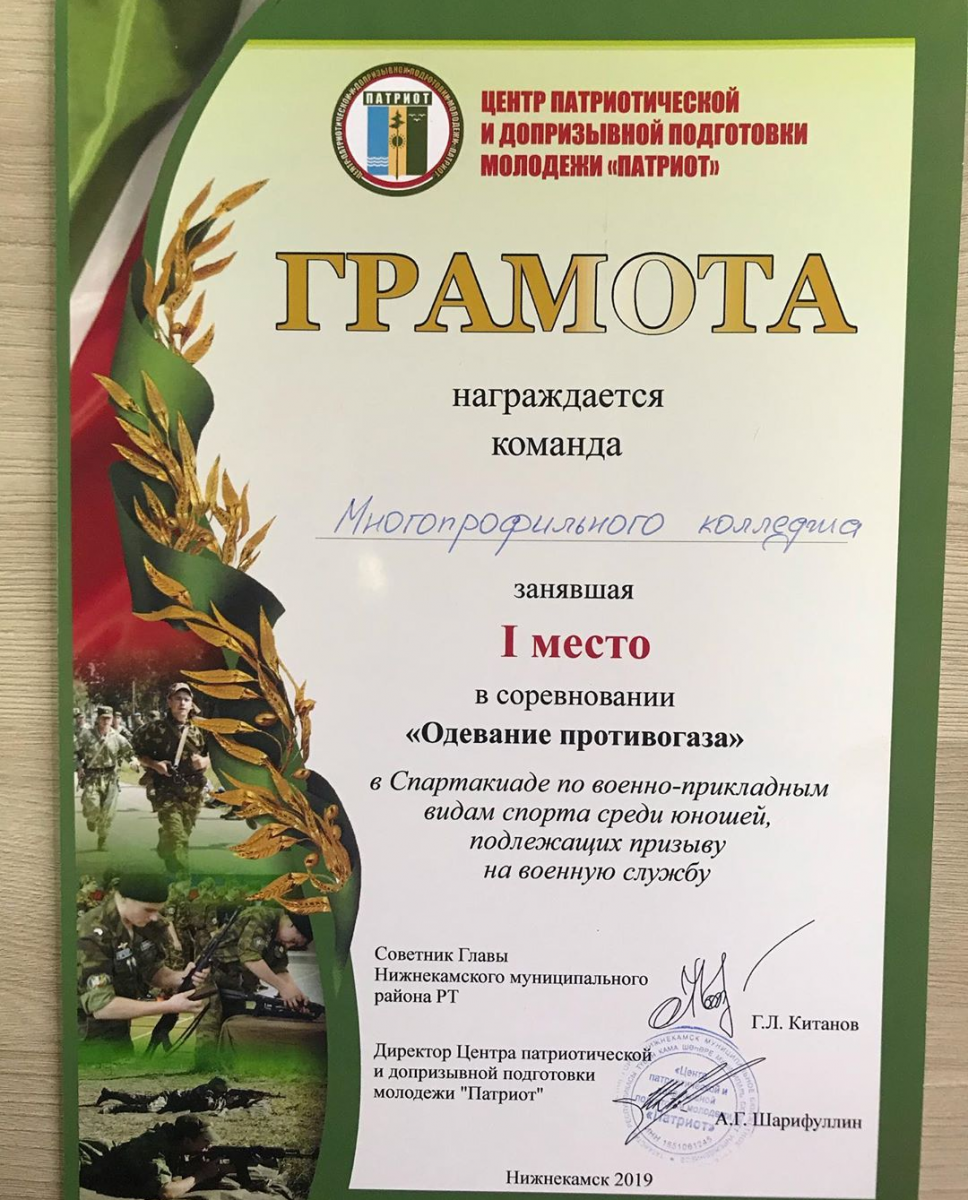 ПАТРИОТ
ЦЕНТР ПАТРИОТИЧЕСКОЙ
И ДОПРИЗЫВНОЙ ПОДГОТОВКИ
МОЛОДЕЖИ «ПАТРИОТ»
ГРАМОТА
награждается
команда
Многопрофильного колледжа
занявшая
I место
в соревновании
«Одевание противогаза»
в Спартакиаде по военно-прикладным
видам спорта среди юношей,
подлежащих призыву
на военную службу
Советник Главы
Нижнекамского муниципального
района РТ
Г.Л. Китанов
Директор Центра патриотической
и допризывной подготовки
молодежи "Патриот"
А.Г. Шарифуллин
«Центр
«Патриот»
Нижнекамск 2019